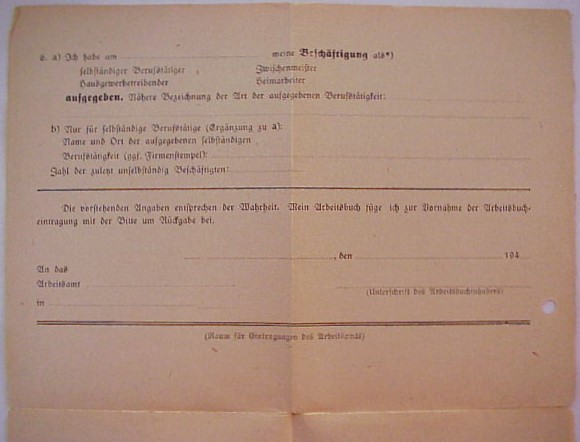 6. a) Ich habe am meine Beschäftigung als*)
selbständiger Berufstätiger , Zwischenmeister
Hausgewerbetreibender Heimarbeiter
aufgegeben. Nähere Bezeichnung der Art der aufgegebenen Berufstätigkeit:
b) Nur für selbständige Berufstätige (Ergänzung zu a):
Name und Ort der aufgegebenen selbständigen
Berufstätigkeit (ggf. Firmenstempel):
Zahl der zuletzt unselbständig Beschäftigten:
Die vorstehenden Angaben entsprechen der Wahrheit. Mein Arbeitsbuch füge ich zur Vornahme der Arbeitsbuch-
eintragung mit der Bitte um Rückgabe bei.
, den 194
An das
Arbeitsamt
(Unterschrift des Arbeitsbuchinhabers)
in
(Raum für Eintragungen des Arbeitsamts)